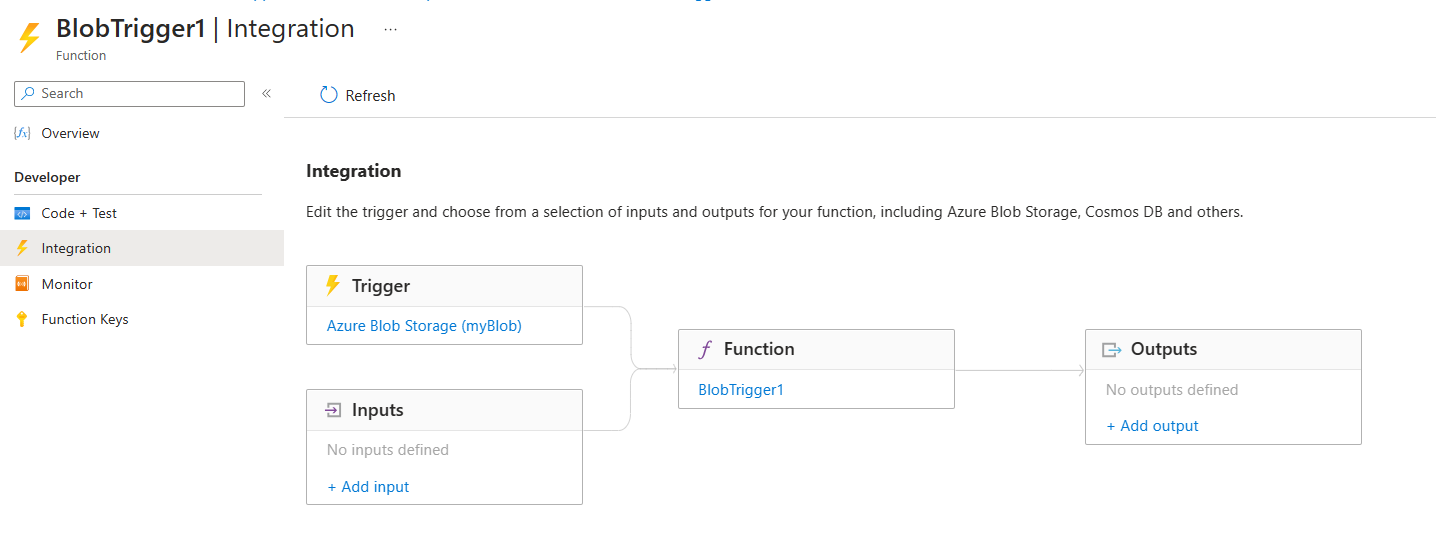 BlobTrigger1 | Integration ...
Function
Search «
Refresh
Overview
Developer
Code + Test
Integration
Monitor
Function Keys
Integration
Edit the trigger and choose from a selection of inputs and outputs for your function, including Azure Blob Storage, Cosmos DB and others.
Trigger
Azure Blob Storage (myBlob)
Inputs
No inputs defined
+ Add input
Function
BlobTrigger1
Outputs
No outputs defined
+ Add output